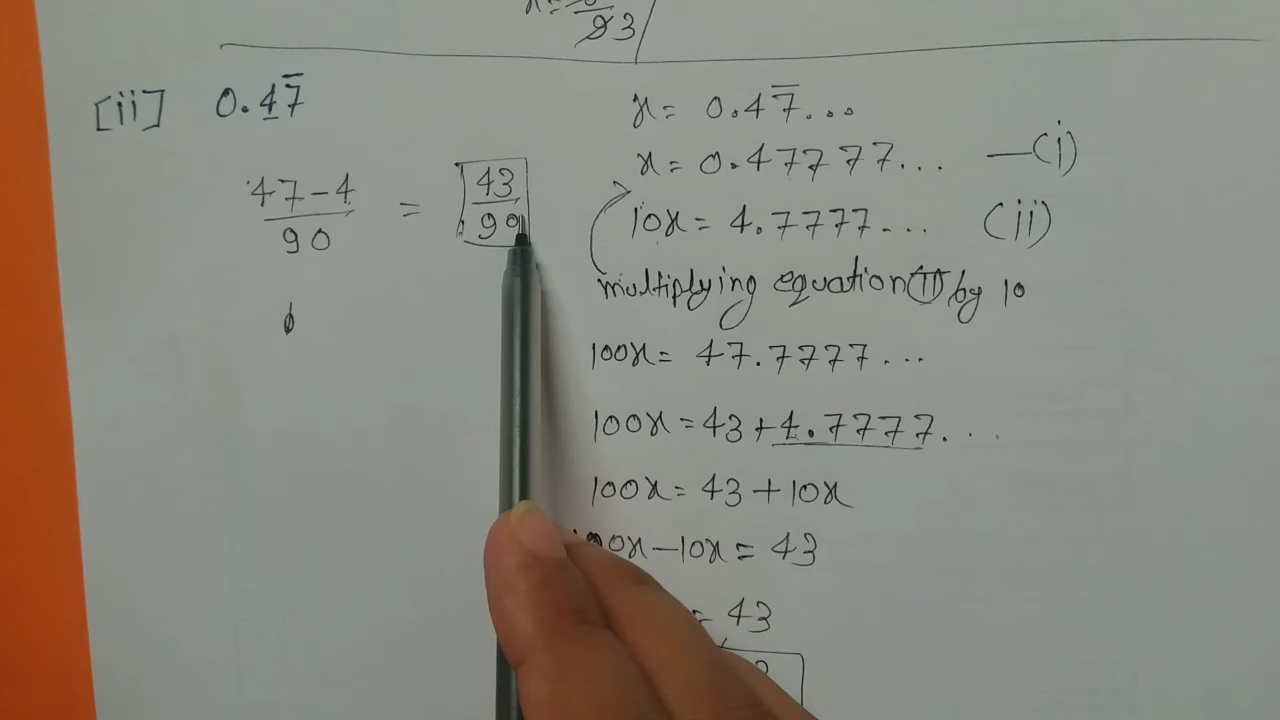 [ii] 0.47̅
47-4/90 = 43/90
x = 0.47̅...
x = 0.47777... —(i)
10x = 4.7777... (ii)
multiplying equation (II) by 10
100x = 47.7777...
100x = 43 + 4.7777...
100x = 43 + 10x
100x - 10x = 43
= 43